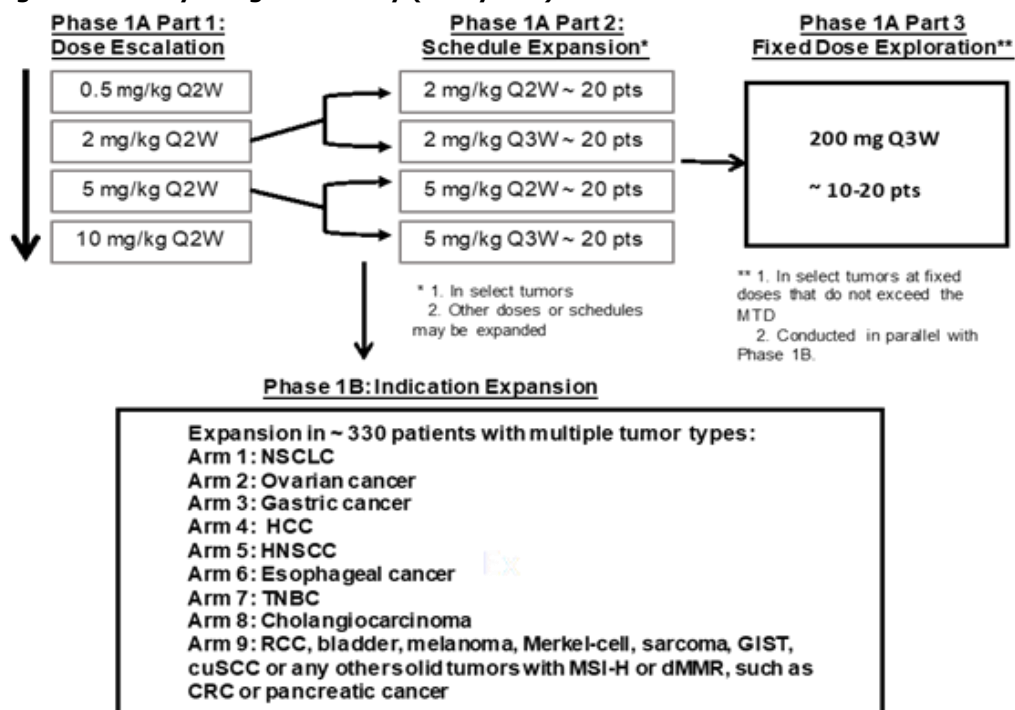 Phase 1A Part 1:
Dose Escalation
0.5 mg/kg Q2W
2 mg/kg Q2W
5 mg/kg Q2W
10 mg/kg Q2W
Phase 1A Part 2:
Schedule Expansion*
2 mg/kg Q2W ~ 20 pts
2 mg/kg Q3W ~ 20 pts
5 mg/kg Q2W ~ 20 pts
5 mg/kg Q3W ~ 20 pts
* 1. In select tumors
2. Other doses or schedules
may be expanded
Phase 1A Part 3
Fixed Dose Exploration**
200 mg Q3W
~ 10-20 pts
** 1. In select tumors at fixed
doses that do not exceed the
MTD
2. Conducted in parallel with
Phase 1B.
Phase 1B: Indication Expansion
Expansion in ~ 330 patients with multiple tumor types:
Arm 1: NSCLC
Arm 2: Ovarian cancer
Arm 3: Gastric cancer
Arm 4: HCC
Arm 5: HNSCC
Arm 6: Esophageal cancer
Arm 7: TNBC
Arm 8: Cholangiocarcinoma
Arm 9: RCC, bladder, melanoma, Merkel-cell, sarcoma, GIST,
cuSCC or any other solid tumors with MSI-H or dMMR, such as
CRC or pancreatic cancer